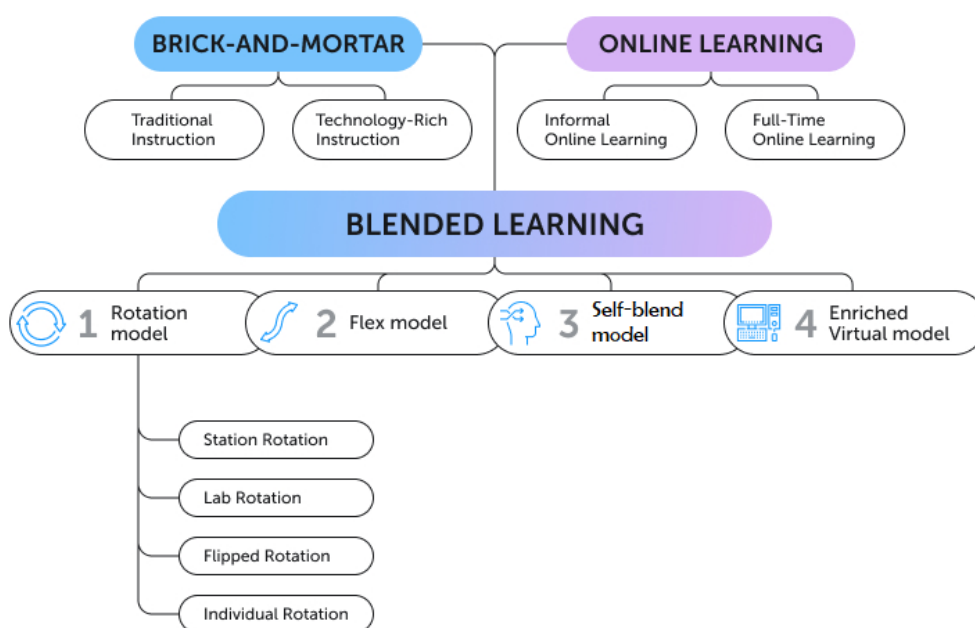 BRICK-AND-MORTAR
ONLINE LEARNING
Traditional
Instruction
Technology-Rich
Instruction
Informal
Online Learning
Full-Time
Online Learning
BLENDED LEARNING
1 Rotation
model
2 Flex model
3 Self-blend
model
4 Enriched
Virtual model
Station Rotation
Lab Rotation
Flipped Rotation
Individual Rotation